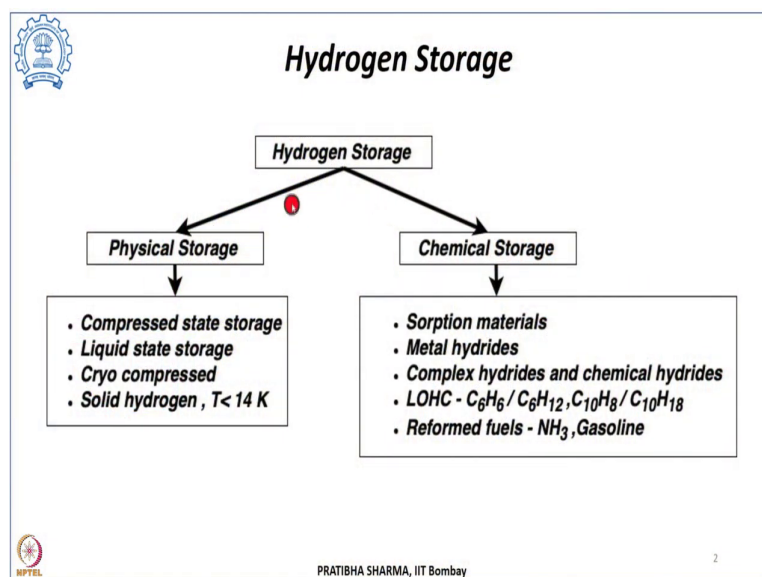 Hydrogen Storage
Hydrogen Storage
Physical Storage
Chemical Storage
• Compressed state storage
• Liquid state storage
• Cryo compressed
• Solid hydrogen , T< 14 K
• Sorption materials
• Metal hydrides
• Complex hydrides and chemical hydrides
• LOHC - C₆H₆ / C₆H₁₂ ,C₁₀H₈ / C₁₀H₁₈
• Reformed fuels - NH₃ ,Gasoline
NPTEL
PRATIBHA SHARMA, IIT Bombay
2